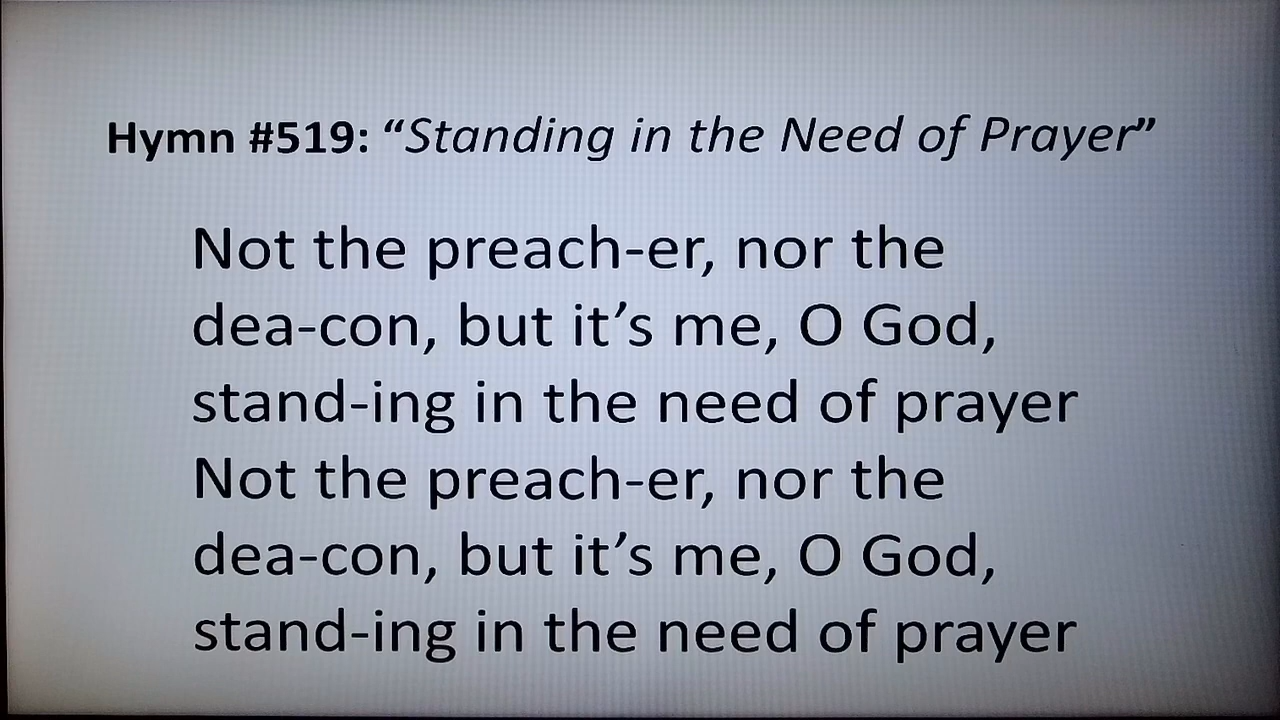 Hymn #519: “Standing in the Need of Prayer”
Not the preach-er, nor the
dea-con, but it’s me, O God,
stand-ing in the need of prayer
Not the preach-er, nor the
dea-con, but it’s me, O God,
stand-ing in the need of prayer